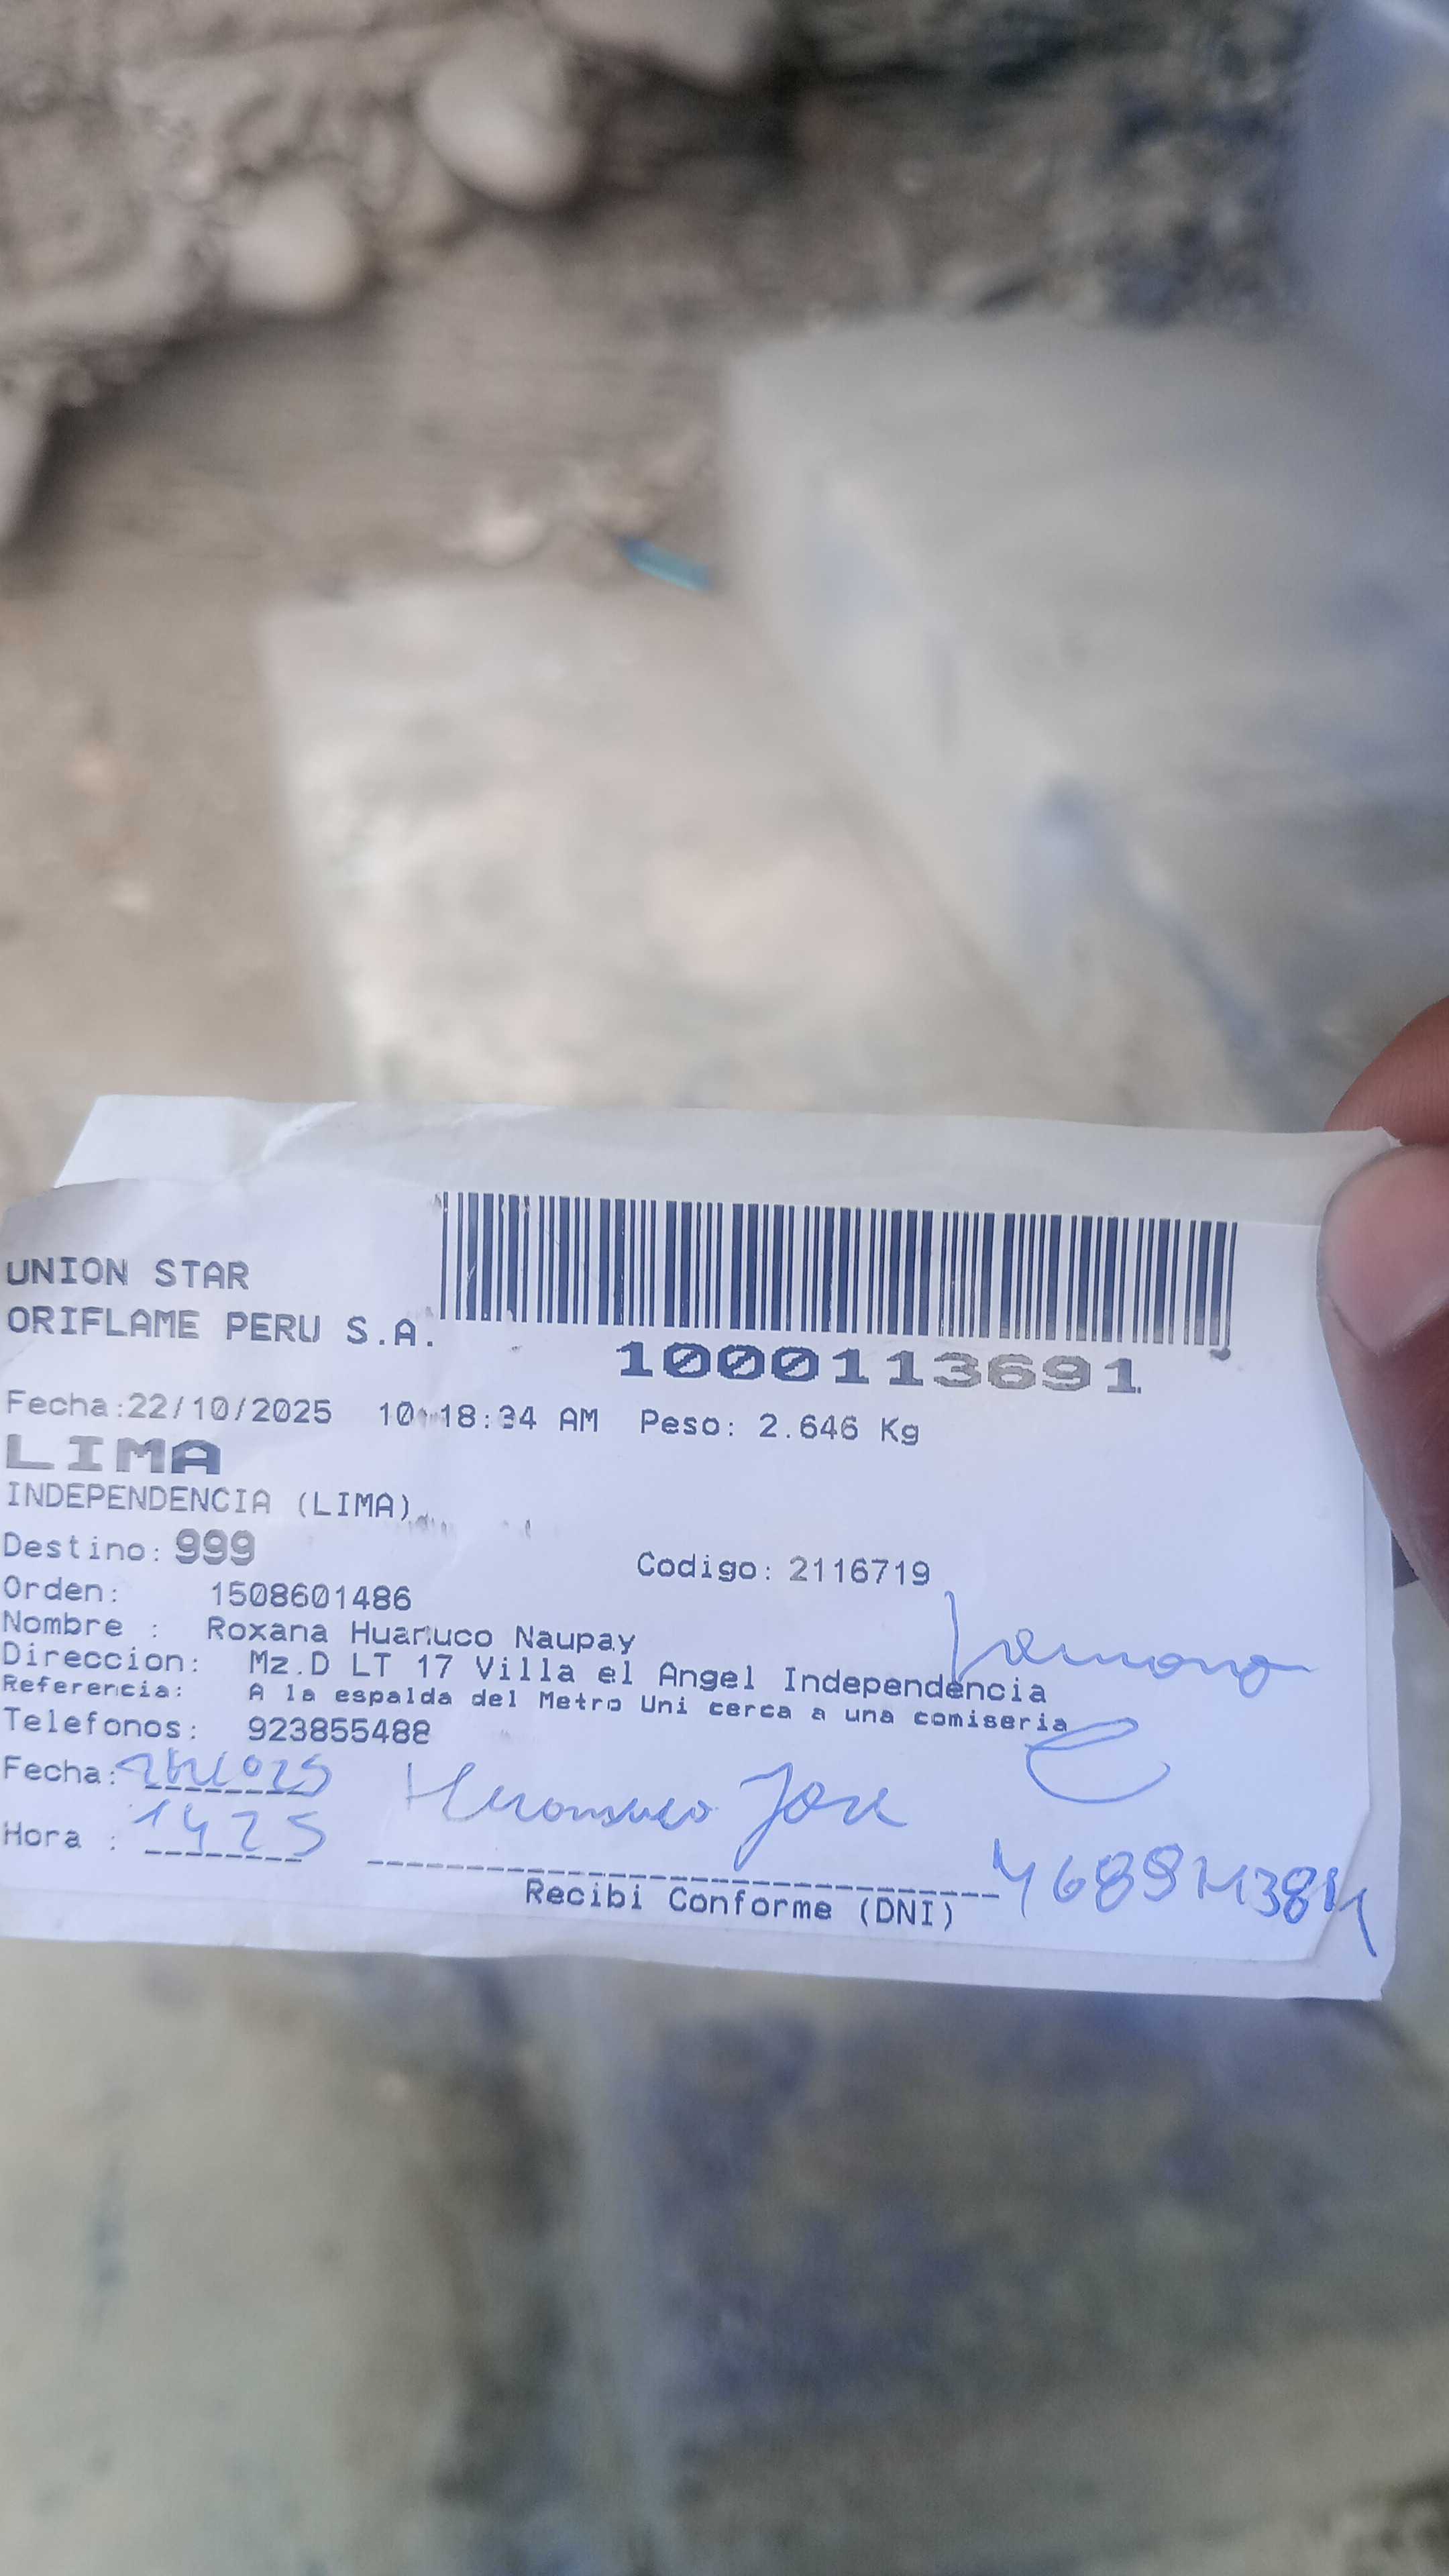 UNION STAR
ORIFLAME PERU S.A.
1000113691
Fecha:22/10/2025 10:18:34 AM Peso: 2.646 Kg
LIMA
INDEPENDENCIA (LIMA)
Destino: 999
Codigo: 2116719
Orden: 1508601486
Nombre : Roxana Huanuco Naupay
Direccion: Mz.D LT 17 Villa el Angel Independencia
Referencia: A la espalda del Metro Uni cerca a una comiseria
Telefonos: 923855488
Fecha:
Hora : 1425
Jose
Recibi Conforme (DNI)